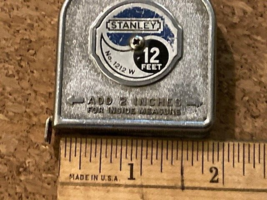 STANLEY
No. 1212 W
12
FEET
← ADD 2 INCHES →
FOR INSIDE MEASURE
1 2
MADE IN U.S.A